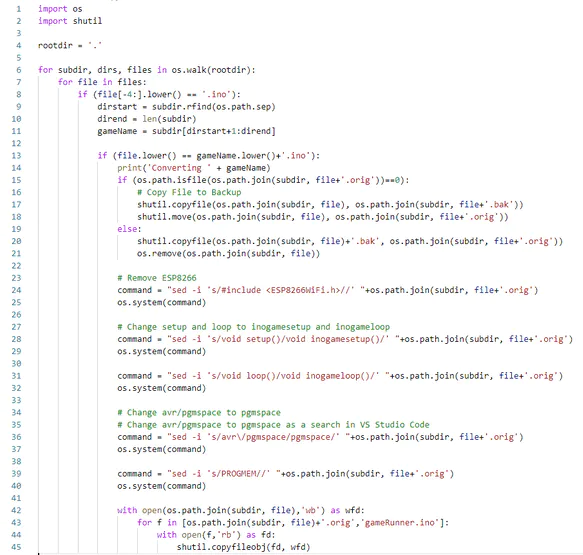 1 import os
2 import shutil
3
4 rootdir = '.'
5
6 for subdir, dirs, files in os.walk(rootdir):
7     for file in files:
8         if (file[-4:].lower() == '.ino'):
9             dirstart = subdir.rfind(os.path.sep)
10             dirend = len(subdir)
11             gameName = subdir[dirstart+1:dirend]
12
13             if (file.lower() == gameName.lower()+'.ino'):
14                 print('Converting ' + gameName)
15                 if (os.path.isfile(os.path.join(subdir, file+'.orig'))==0):
16                     # Copy File to Backup
17                     shutil.copyfile(os.path.join(subdir, file), os.path.join(subdir, file+'.bak'))
18                     shutil.move(os.path.join(subdir, file), os.path.join(subdir, file+'.orig'))
19                 else:
20                     shutil.copyfile(os.path.join(subdir, file)+'.bak', os.path.join(subdir, file+'.orig'))
21                     os.remove(os.path.join(subdir, file))
22
23                 # Remove ESP8266
24                 command = "sed -i 's/#include <ESP8266WiFi.h>//' "+os.path.join(subdir, file+'.orig')
25                 os.system(command)
26
27                 # Change setup and loop to inogamesetup and inogameloop
28                 command = "sed -i 's/void setup()/void inogamesetup()/' "+os.path.join(subdir, file+'.orig')
29                 os.system(command)
30
31                 command = "sed -i 's/void loop()/void inogameloop()/' "+os.path.join(subdir, file+'.orig')
32                 os.system(command)
33
34                 # Change avr/pgmspace to pgmspace
35                 # Change avr/pgmspace to pgmspace as a search in VS Studio Code
36                 command = "sed -i 's/avr\/pgmspace/pgmspace/' "+os.path.join(subdir, file+'.orig')
37                 os.system(command)
38
39                 command = "sed -i 's/PROGMEM//' "+os.path.join(subdir, file+'.orig')
40                 os.system(command)
41
42                 with open(os.path.join(subdir, file),'wb') as wfd:
43                     for f in [os.path.join(subdir, file)+'.orig','gameRunner.ino']:
44                         with open(f,'rb') as fd:
45                             shutil.copyfileobj(fd, wfd)